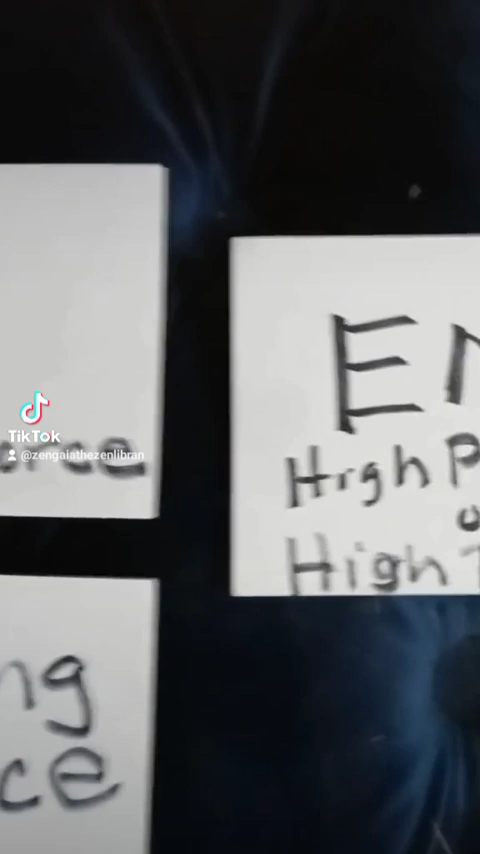 orce
TikTok
@zengaiathezenlibran
En
High P
o
High T
ng
ce